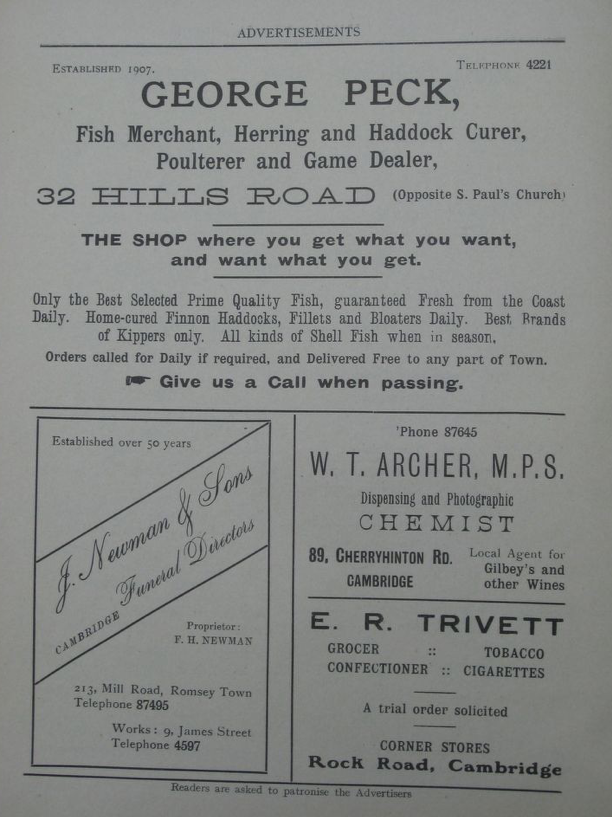 ADVERTISEMENTS
ESTABLISHED 1907.
TELEPHONE 4221
GEORGE PECK,
Fish Merchant, Herring and Haddock Curer,
Poulterer and Game Dealer,
32 HILLS ROAD (Opposite S. Paul's Church)
THE SHOP where you get what you want,
and want what you get.
Only the Best Selected Prime Quality Fish, guaranteed Fresh from the Coast
Daily. Home-cured Finnon Haddocks, Fillets and Bloaters Daily. Best Brands
of Kippers only. All kinds of Shell Fish when in season,
Orders called for Daily if required, and Delivered Free to any part of Town.
☛ Give us a Call when passing.
Established over 50 years
J. Newman & Sons
Funeral Directors
CAMBRIDGE
Proprietor:
F. H. NEWMAN
213, Mill Road, Romsey Town
Telephone 87495
Works: 9, James Street
Telephone 4597
'Phone 87645
W. T. ARCHER, M.P.S.
Dispensing and Photographic
CHEMIST
89, CHERRYHINTON RD.
CAMBRIDGE
Local Agent for
Gilbey's and
other Wines
E. R. TRIVETT
GROCER :: TOBACCO
CONFECTIONER :: CIGARETTES
A trial order solicited
CORNER STORES
Rock Road, Cambridge
Readers are asked to patronise the Advertisers